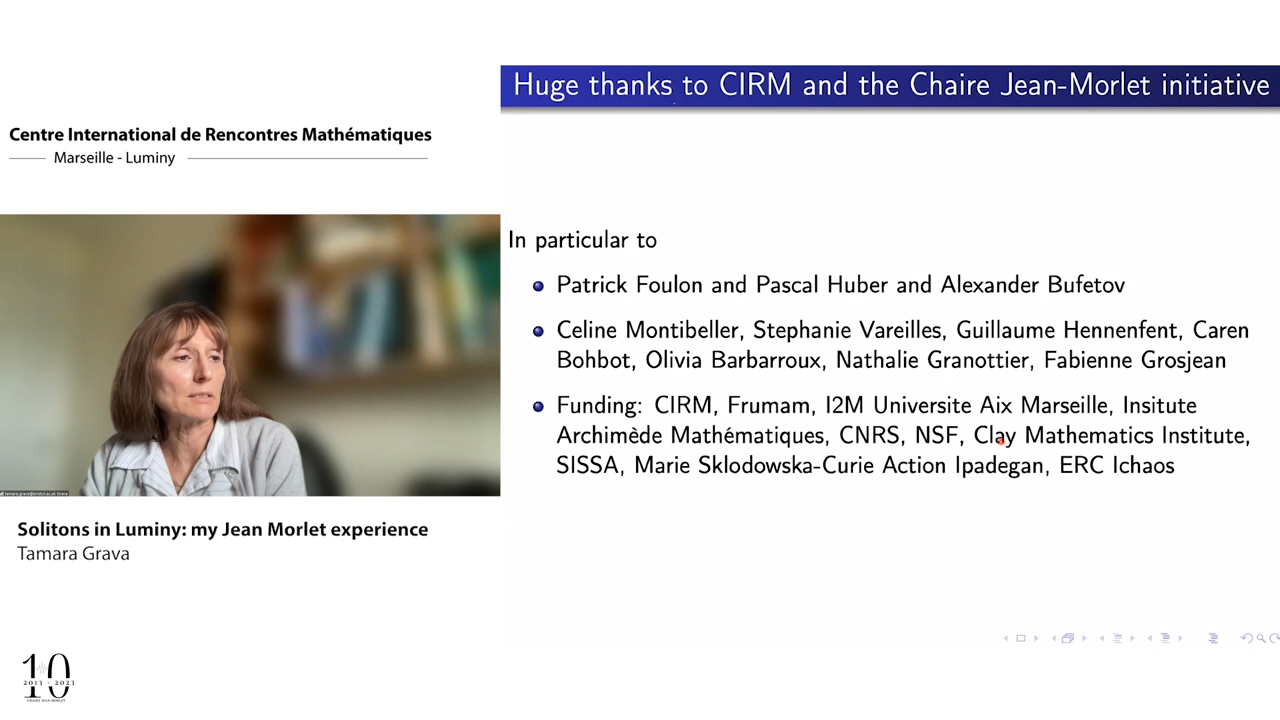 Huge thanks to CIRM and the Chaire Jean-Morlet initiative
Centre International de Rencontres Mathématiques
Marseille - Luminy
In particular to
Patrick Foulon and Pascal Huber and Alexander Bufetov
Celine Montibeller, Stephanie Vareilles, Guillaume Hennenfent, Caren
Bohbot, Olivia Barbarroux, Nathalie Granottier, Fabienne Grosjean
Funding: CIRM, Frumam, I2M Universite Aix Marseille, Insitute
Archimède Mathématiques, CNRS, NSF, Clay Mathematics Institute,
SISSA, Marie Sklodowska-Curie Action Ipadegan, ERC Ichaos
Solitons in Luminy: my Jean Morlet experience
Tamara Grava
10
2013 - 2023
CHAIRE JEAN-MORLET